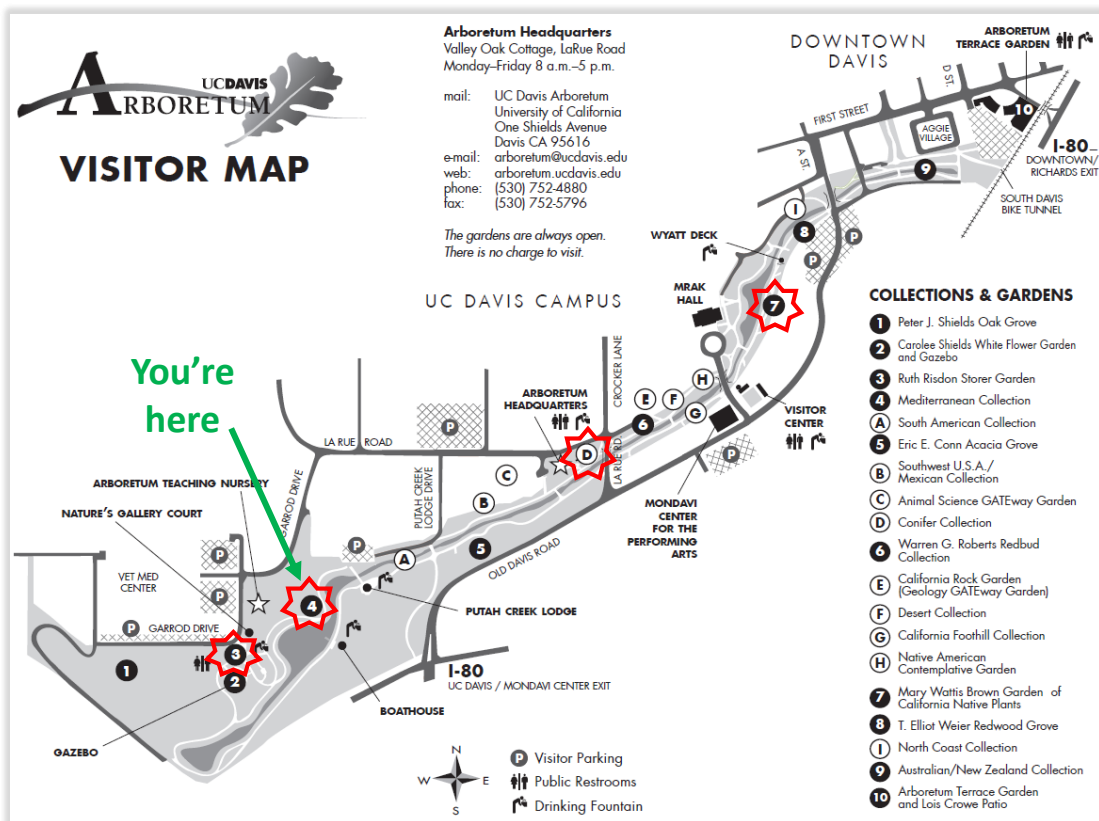 UCDAVIS
ARBORETUM
VISITOR MAP
Arboretum Headquarters
Valley Oak Cottage, LaRue Road
Monday–Friday 8 a.m.–5 p.m.
mail: UC Davis Arboretum
University of California
One Shields Avenue
Davis CA 95616
e-mail: arboretum@ucdavis.edu
web: arboretum.ucdavis.edu
phone: (530) 752-4880
fax: (530) 752-5796
The gardens are always open.
There is no charge to visit.
DOWNTOWN
DAVIS
ARBORETUM
TERRACE GARDEN
D ST.
FIRST STREET
AGGIE
VILLAGE
10
I-80
DOWNTOWN/
RICHARDS EXIT
A ST.
9
SOUTH DAVIS
BIKE TUNNEL
I
8
P
P
WYATT DECK
MRAK
HALL
7
UC DAVIS CAMPUS
You're
here
CROCKER LANE
ARBORETUM
HEADQUARTERS
H
E
F
G
6
VISITOR
CENTER
LA RUE ROAD
P
D
LA RUE RD.
P
MONDAVI
CENTER
FOR THE
PERFORMING
ARTS
C
B
ARBORETUM TEACHING NURSERY
GARROD DRIVE
PUTAH CREEK
LODGE DRIVE
NATURE'S GALLERY COURT
P
P
A
5
OLD DAVIS ROAD
VET MED
CENTER
P
4
PUTAH CREEK LODGE
P
GARROD DRIVE
3
1
2
I-80
UC DAVIS / MONDAVI CENTER EXIT
BOATHOUSE
GAZEBO
N
W
E
S
P Visitor Parking
Public Restrooms
Drinking Fountain
COLLECTIONS & GARDENS
1 Peter J. Shields Oak Grove
2 Carolee Shields White Flower Garden
and Gazebo
3 Ruth Risdon Storer Garden
4 Mediterranean Collection
A South American Collection
5 Eric E. Conn Acacia Grove
B Southwest U.S.A./
Mexican Collection
C Animal Science GATEway Garden
D Conifer Collection
6 Warren G. Roberts Redbud
Collection
E California Rock Garden
(Geology GATEway Garden)
F Desert Collection
G California Foothill Collection
H Native American
Contemplative Garden
7 Mary Wattis Brown Garden of
California Native Plants
8 T. Elliot Weier Redwood Grove
I North Coast Collection
9 Australian/New Zealand Collection
10 Arboretum Terrace Garden
and Lois Crowe Patio